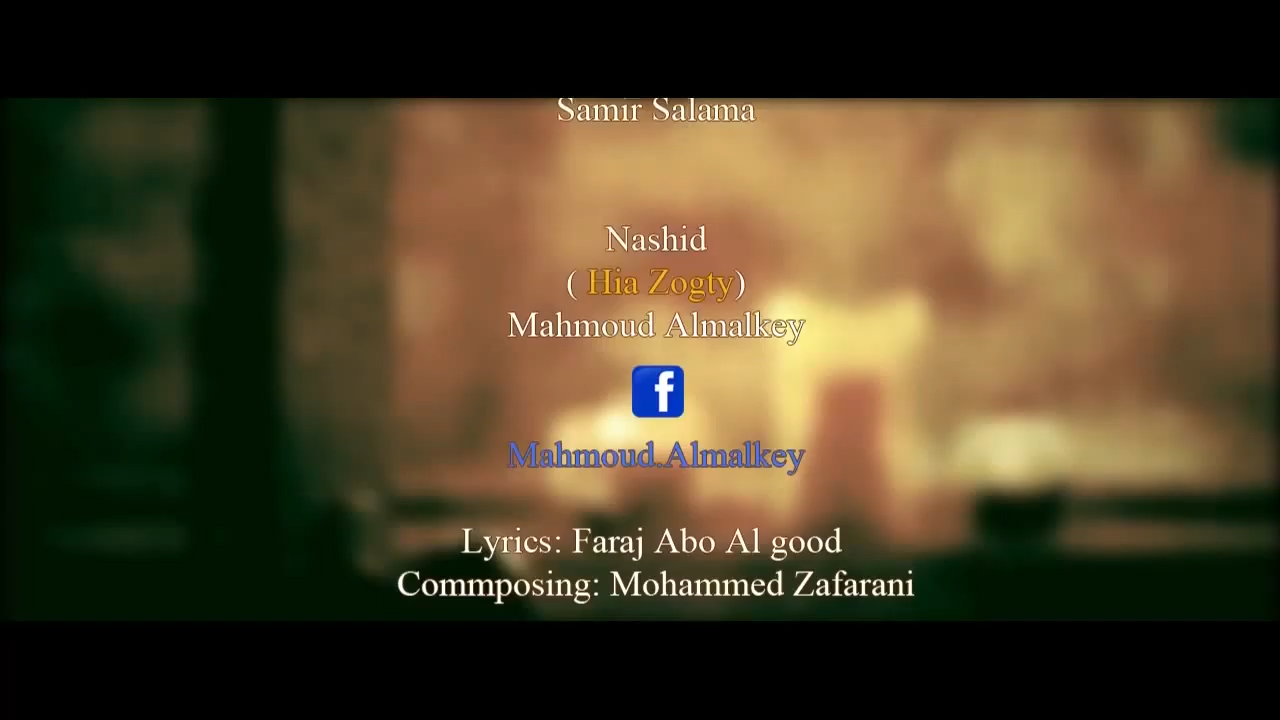 Samir Salama
Nashid
( Hia Zogty)
Mahmoud Almalkey
f
Mahmoud.Almalkey
Lyrics: Faraj Abo Al good
Commposing: Mohammed Zafarani